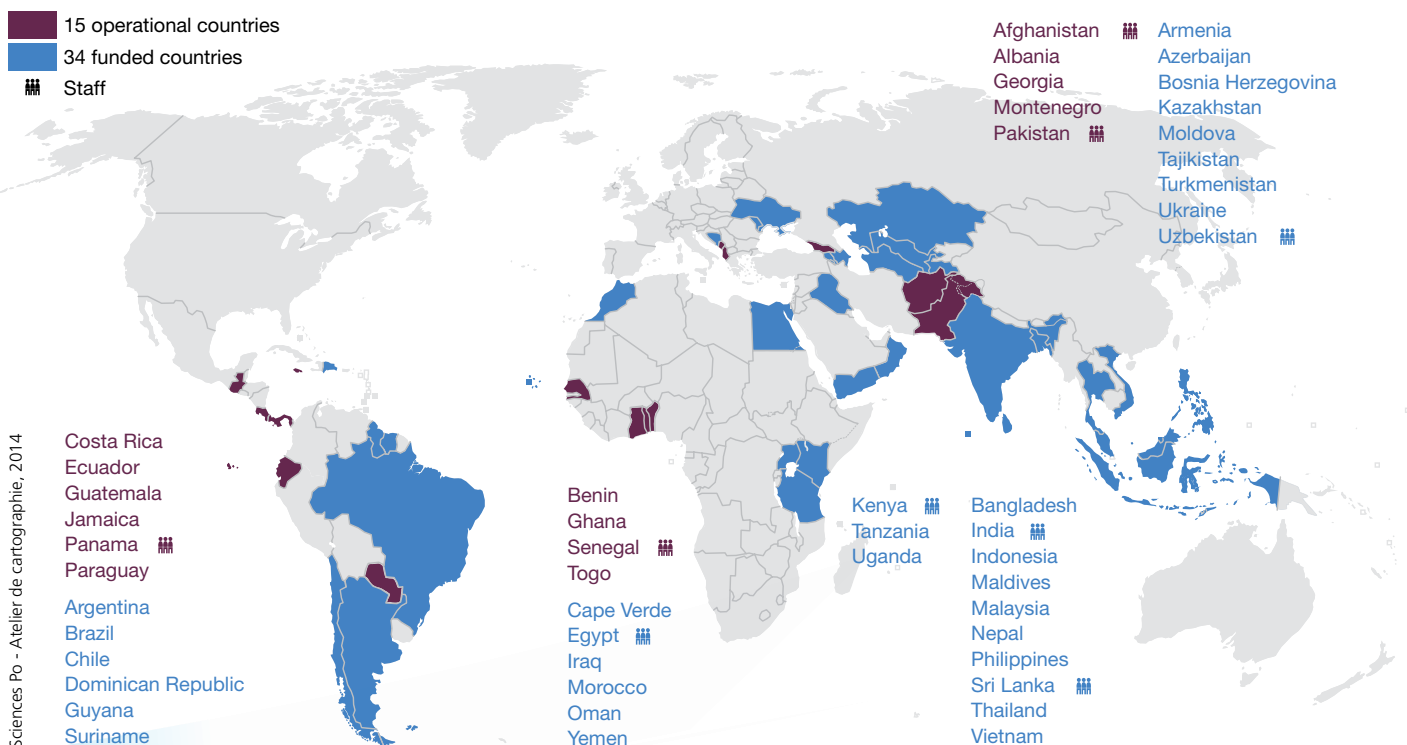 15 operational countries
34 funded countries
Staff
Afghanistan
Albania
Georgia
Montenegro
Pakistan
Armenia
Azerbaijan
Bosnia Herzegovina
Kazakhstan
Moldova
Tajikistan
Turkmenistan
Ukraine
Uzbekistan
Costa Rica
Ecuador
Guatemala
Jamaica
Panama
Paraguay
Argentina
Brazil
Chile
Dominican Republic
Guyana
Suriname
Benin
Ghana
Senegal
Togo
Cape Verde
Egypt
Iraq
Morocco
Oman
Yemen
Kenya
Tanzania
Uganda
Bangladesh
India
Indonesia
Maldives
Malaysia
Nepal
Philippines
Sri Lanka
Thailand
Vietnam
Sciences Po - Atelier de cartographie, 2014